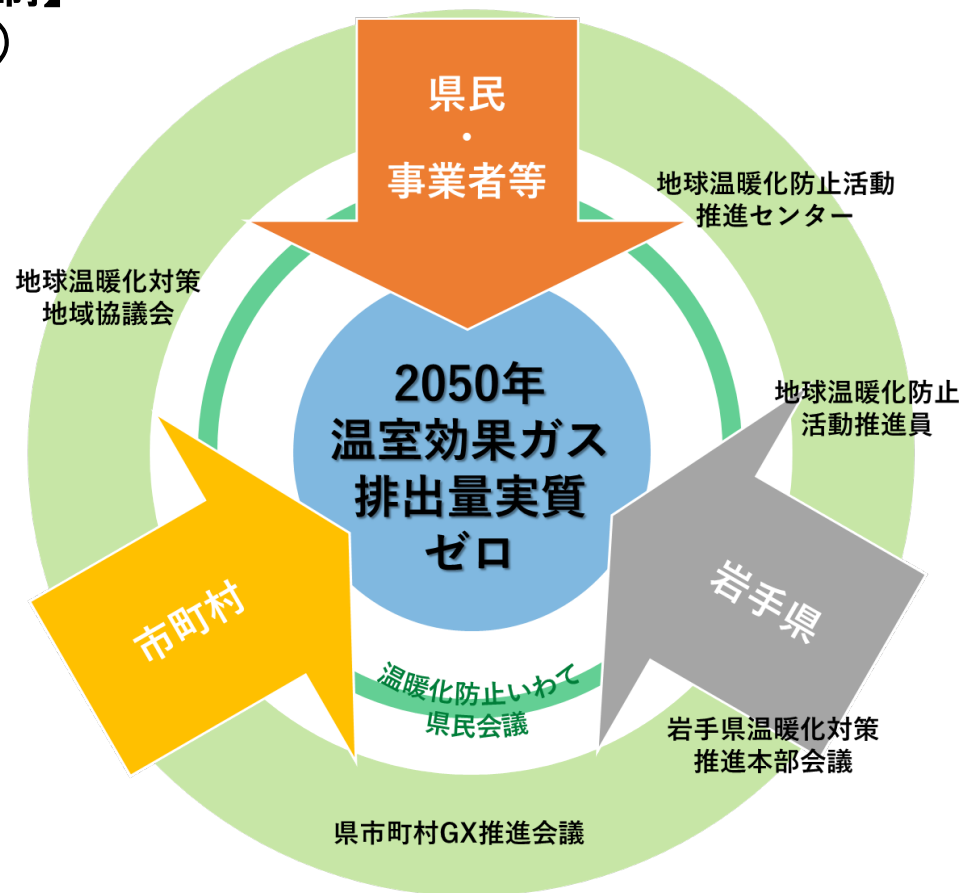 県民
・
事業者等
地球温暖化防止活動
推進センター
地球温暖化対策
地域協議会
2050年
温室効果ガス
排出量実質
ゼロ
地球温暖化防止
活動推進員
市町村
岩手県
温暖化防止いわて
県民会議
岩手県温暖化対策
推進本部会議
県市町村GX推進会議